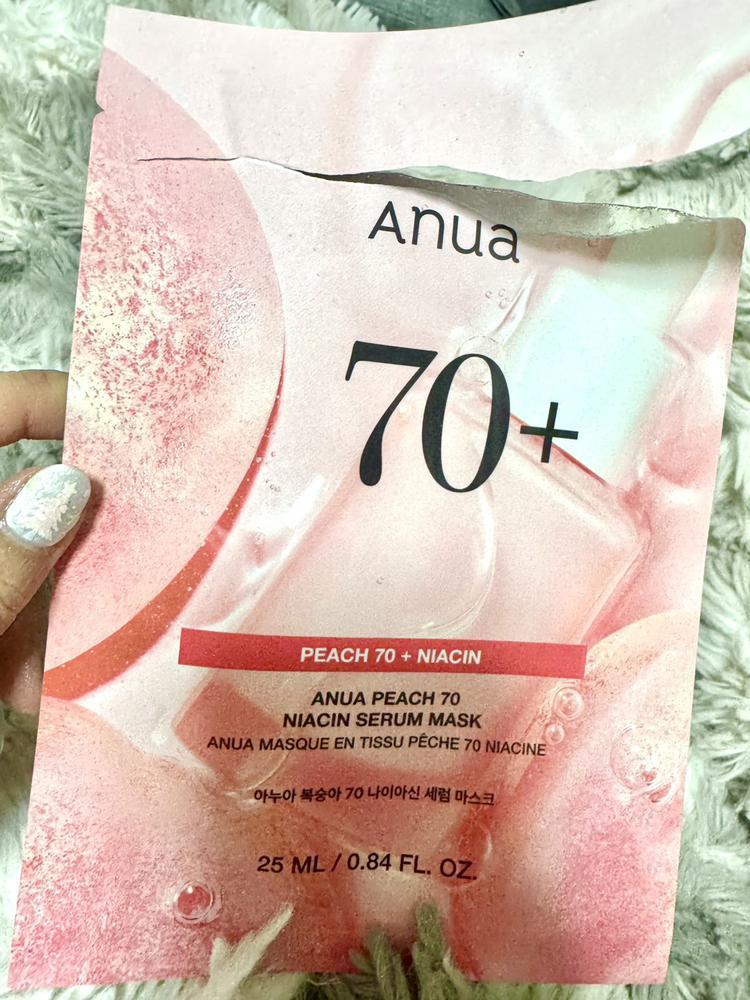 Anua
70+
PEACH 70 + NIACIN
ANUA PEACH 70
NIACIN SERUM MASK
ANUA MASQUE EN TISSU PÊCHE 70 NIACINE
아누아 복숭아 70 나이아신 세럼 마스크
25 ML / 0.84 FL. OZ.